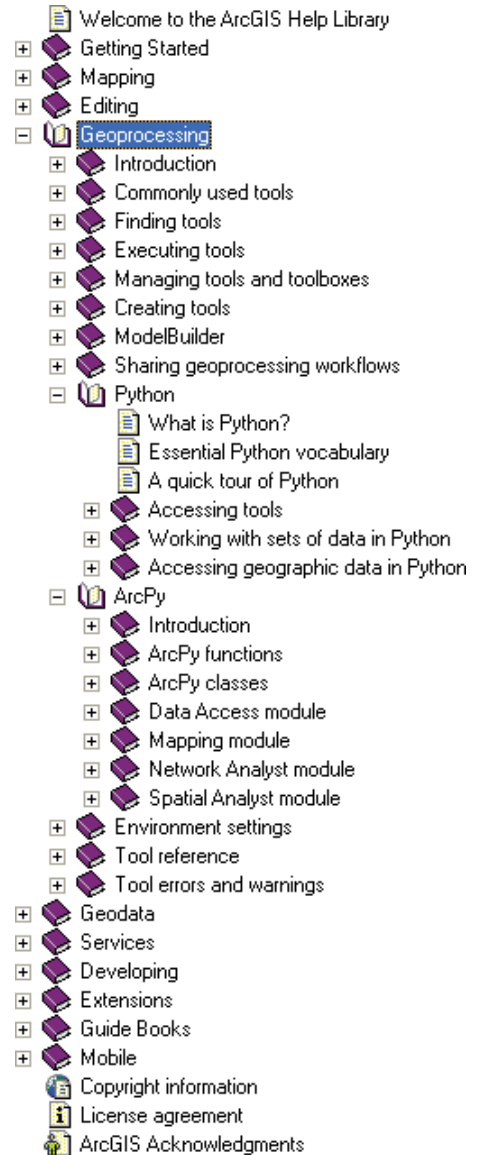 Welcome to the ArcGIS Help Library
Getting Started
Mapping
Editing
Geoprocessing
Introduction
Commonly used tools
Finding tools
Executing tools
Managing tools and toolboxes
Creating tools
ModelBuilder
Sharing geoprocessing workflows
Python
What is Python?
Essential Python vocabulary
A quick tour of Python
Accessing tools
Working with sets of data in Python
Accessing geographic data in Python
ArcPy
Introduction
ArcPy functions
ArcPy classes
Data Access module
Mapping module
Network Analyst module
Spatial Analyst module
Environment settings
Tool reference
Tool errors and warnings
Geodata
Services
Developing
Extensions
Guide Books
Mobile
Copyright information
License agreement
ArcGIS Acknowledgments